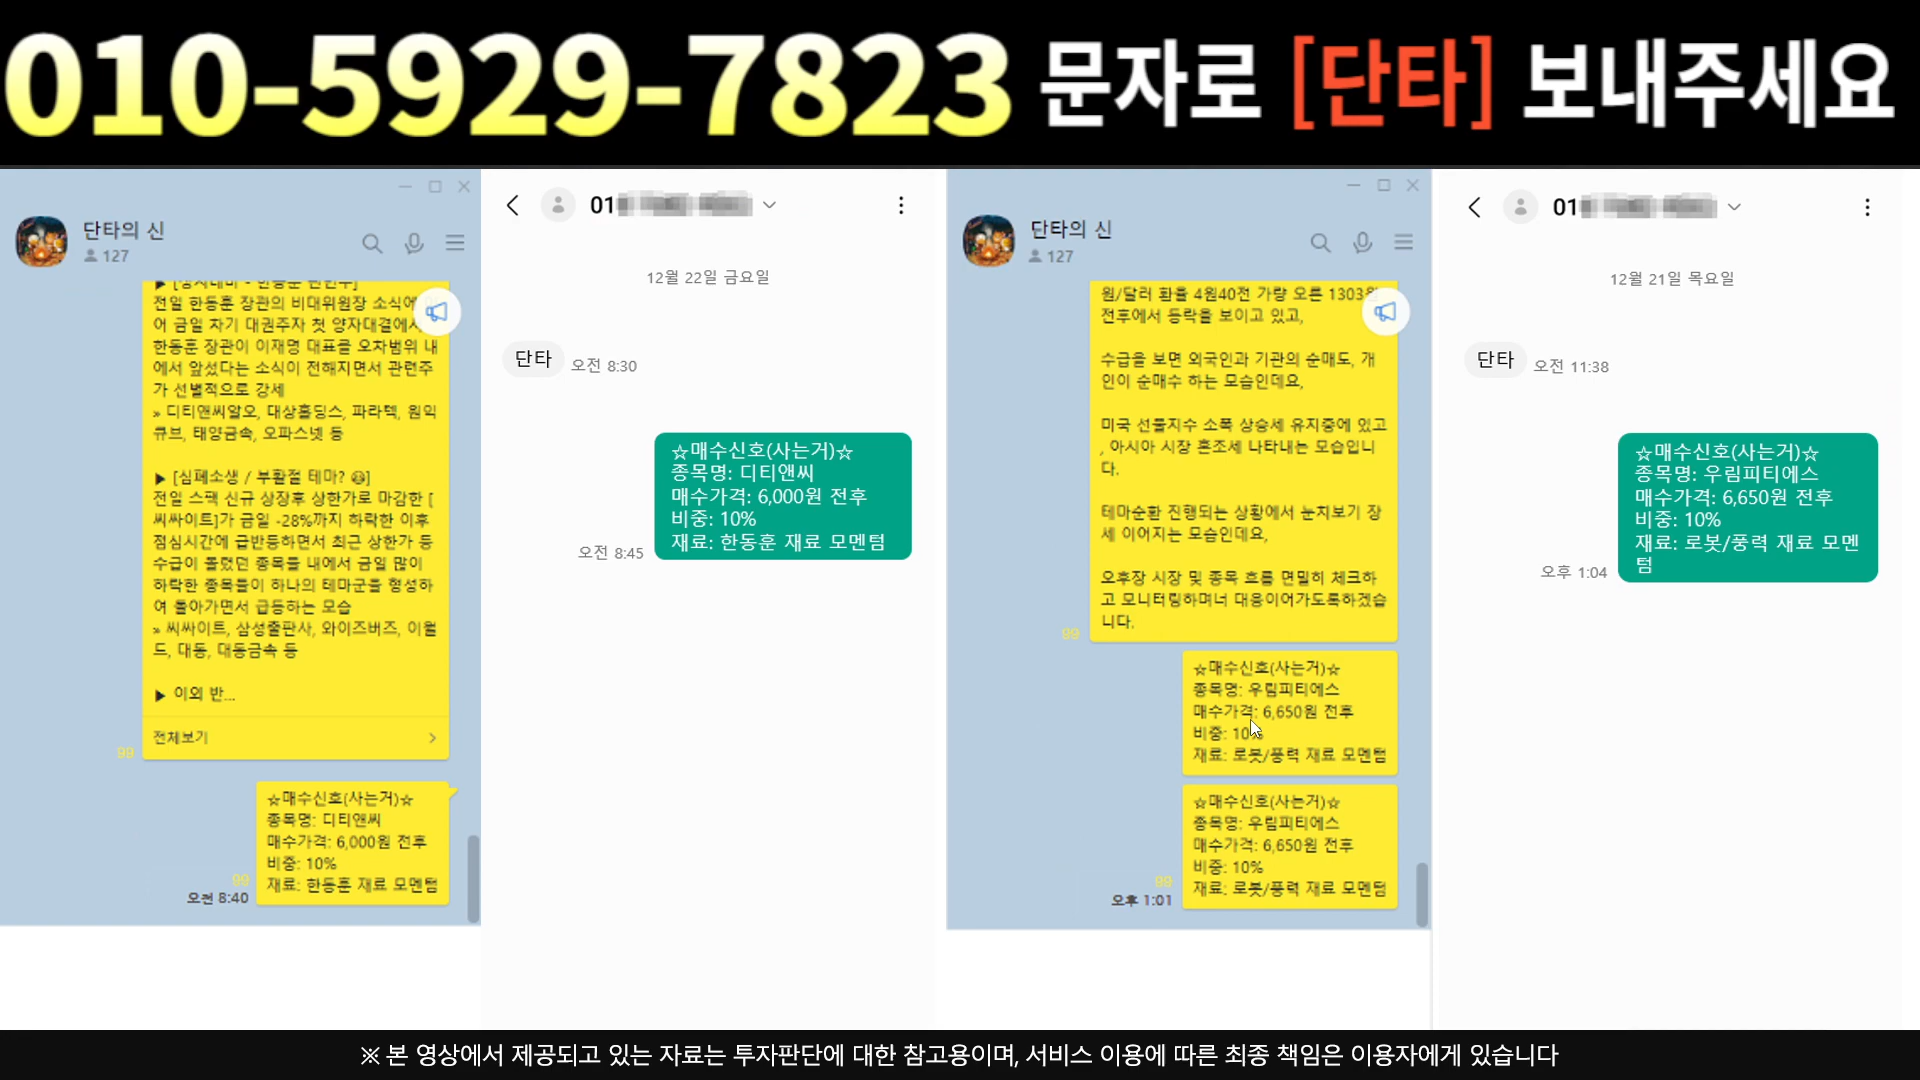 010-5929-7823 문자로 [단타] 보내주세요
단타의 신
127
전일 한동훈 장관의 비대위원장 소식에
어 금일 차기 대권주자 첫 양자대결에서
한동훈 장관이 이재명 대표를 오차범위 내
에서 앞섰다는 소식이 전해지면서 관련주
가 선별적으로 강세
» 디티앤씨알오, 대상홀딩스, 파라텍, 원익
큐브, 태양금속, 오파스넷 등
▶ [심폐소생 / 부활절 테마? 😆]
전일 스팩 신규 상장후 상한가로 마감한 [
씨싸이트]가 금일 -28%까지 하락한 이후
점심시간에 급반등하면서 최근 상한가 등
수급이 몰렸던 종목들 내에서 금일 많이
하락한 종목들이 하나의 테마군을 형성하
여 돌아가면서 급등하는 모습
» 씨싸이트, 삼성출판사, 와이즈버즈, 이월
드, 대동, 대동금속 등
▶ 이외 반...
전체보기
99
☆매수신호(사는거)☆
종목명: 디티앤씨
매수가격: 6,000원 전후
비중: 10%
재료: 한동훈 재료 모멘텀
99
오전 8:40
01
12월 22일 금요일
단타
오전 8:30
☆매수신호(사는거)☆
종목명: 디티앤씨
매수가격: 6,000원 전후
비중: 10%
재료: 한동훈 재료 모멘텀
오전 8:45
단타의 신
127
원/달러 환율 4원40전 가량 오른 1303원
전후에서 등락을 보이고 있고,
수급을 보면 외국인과 기관의 순매도, 개
인이 순매수 하는 모습인데요,
미국 선물지수 소폭 상승세 유지중에 있고
, 아시아 시장 혼조세 나타내는 모습입니
다.
테마순환 진행되는 상황에서 눈치보기 장
세 이어지는 모습인데요,
오후장 시장 및 종목 흐름 면밀히 체크하
고 모니터링하며너 대응이어가도록하겠습
니다.
99
☆매수신호(사는거)☆
종목명: 우림피티에스
매수가격: 6,650원 전후
비중: 10%
재료: 로봇/풍력 재료 모멘텀
☆매수신호(사는거)☆
종목명: 우림피티에스
매수가격: 6,650원 전후
비중: 10%
재료: 로봇/풍력 재료 모멘텀
99
오후 1:01
01
12월 21일 목요일
단타
오전 11:38
☆매수신호(사는거)☆
종목명: 우림피티에스
매수가격: 6,650원 전후
비중: 10%
재료: 로봇/풍력 재료 모멘
텀
오후 1:04
※ 본 영상에서 제공되고 있는 자료는 투자판단에 대한 참고용이며, 서비스 이용에 따른 최종 책임은 이용자에게 있습니다